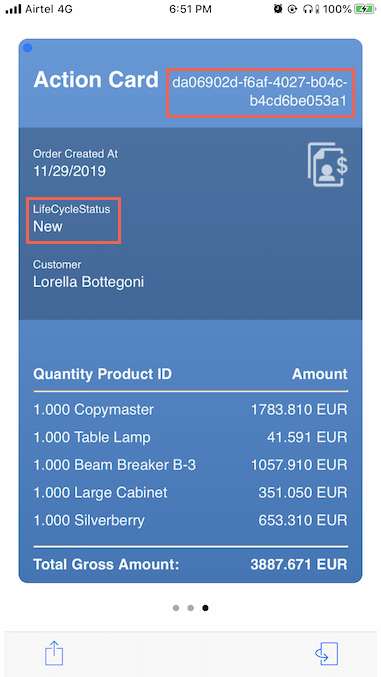 Airtel 4G 6:51 PM 100%
Action Card da06902d-f6af-4027-b04c-
b4cd6be053a1
Order Created At
11/29/2019
$
LifeCycleStatus
New
Customer
Lorella Bottegoni
Quantity Product ID Amount
1.000 Copymaster 1783.810 EUR
1.000 Table Lamp 41.591 EUR
1.000 Beam Breaker B-3 1057.910 EUR
1.000 Large Cabinet 351.050 EUR
1.000 Silverberry 653.310 EUR
Total Gross Amount: 3887.671 EUR